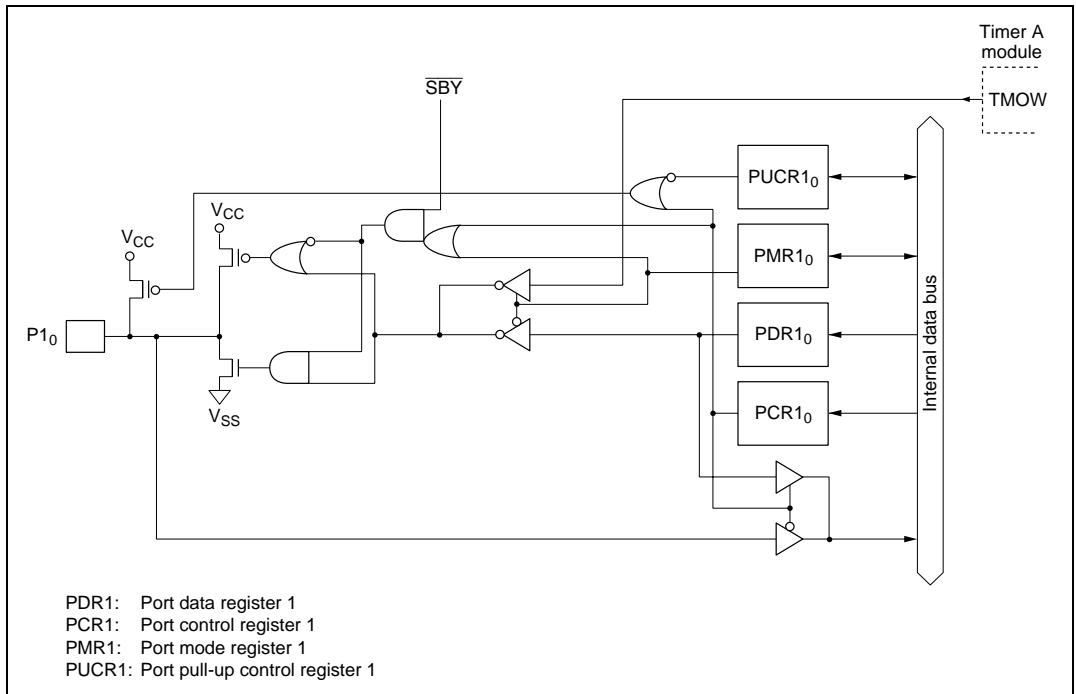 Timer A
module
SBY
TMOW
PUCR1₀
VCC
VCC
PMR1₀
P1₀
PDR1₀
Internal data bus
VSS
PCR1₀
PDR1: Port data register 1
PCR1: Port control register 1
PMR1: Port mode register 1
PUCR1: Port pull-up control register 1